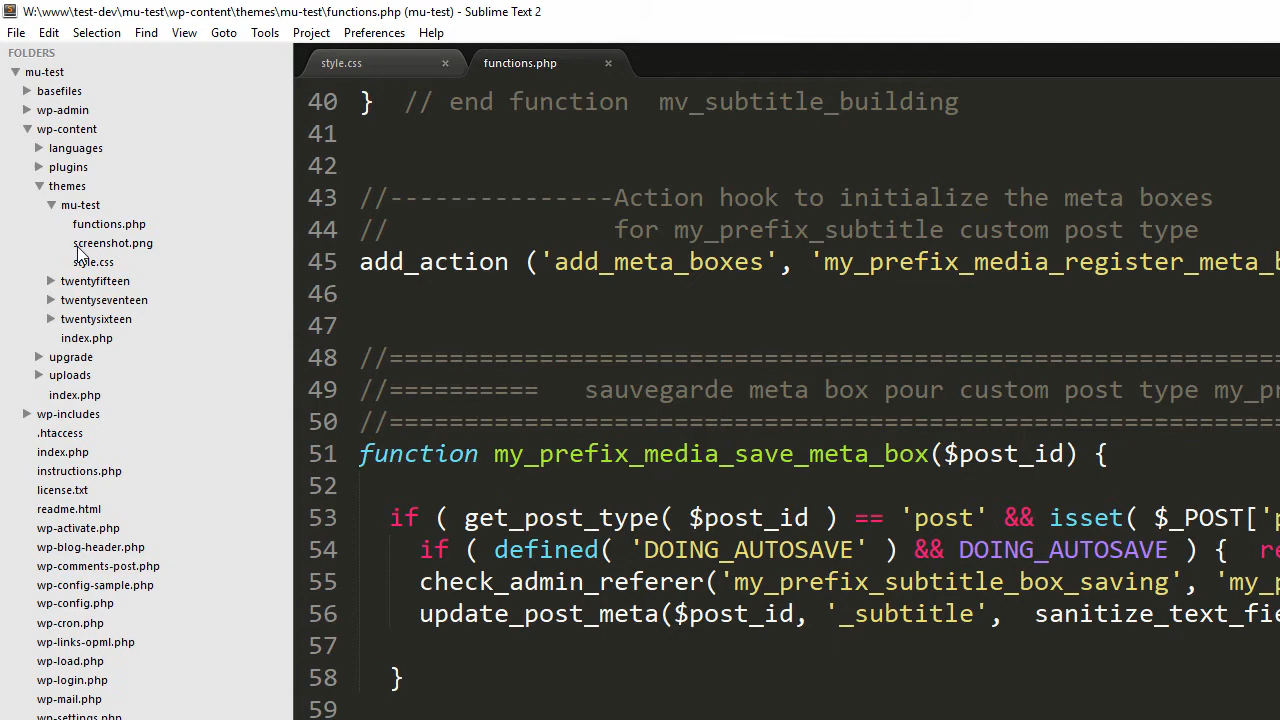 W:\www\test-dev\mu-test\wp-content\themes\mu-test\functions.php (mu-test) - Sublime Text 2
File Edit Selection Find View Goto Tools Project Preferences Help
FOLDERS
mu-test
basefiles
wp-admin
wp-content
languages
plugins
themes
mu-test
functions.php
screenshot.png
style.css
twentyfifteen
twentyseventeen
twentysixteen
index.php
upgrade
uploads
index.php
wp-includes
.htaccess
index.php
instructions.php
license.txt
readme.html
wp-activate.php
wp-blog-header.php
wp-comments-post.php
wp-config-sample.php
wp-config.php
wp-cron.php
wp-links-opml.php
wp-load.php
wp-login.php
wp-mail.php
wp-settings.php
style.css × functions.php ×
40 } // end function mv_subtitle_building
41
42
43 //---------------Action hook to initialize the meta boxes
44 // for my_prefix_subtitle custom post type
45 add_action ('add_meta_boxes', 'my_prefix_media_register_meta_b
46
47
48 //============================================================
49 //========== sauvegarde meta box pour custom post type my_pr
50 //============================================================
51 function my_prefix_media_save_meta_box($post_id) {
52
53 if ( get_post_type( $post_id ) == 'post' && isset( $_POST['p
54 if ( defined( 'DOING_AUTOSAVE' ) && DOING_AUTOSAVE ) { re
55 check_admin_referer('my_prefix_subtitle_box_saving', 'my_p
56 update_post_meta($post_id, '_subtitle', sanitize_text_fie
57
58 }
59